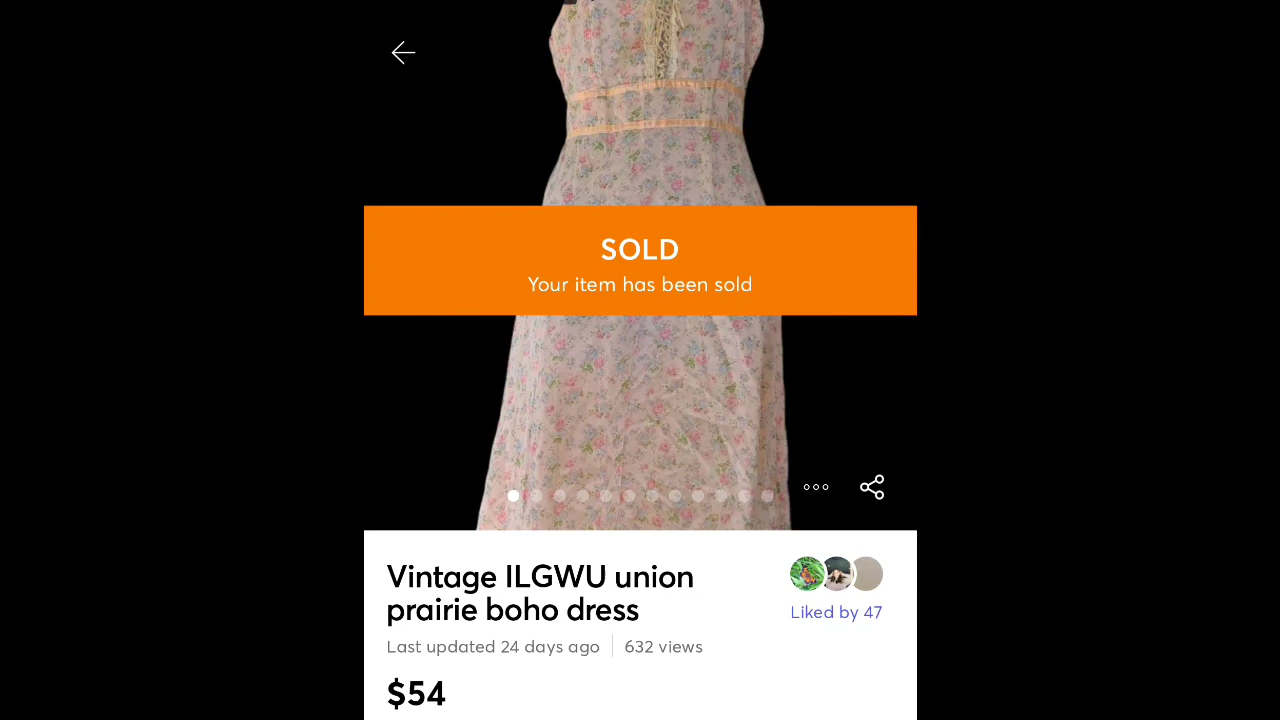 SOLD
Your item has been sold
Vintage ILGWU union
prairie boho dress
Liked by 47
Last updated 24 days ago | 632 views
$54